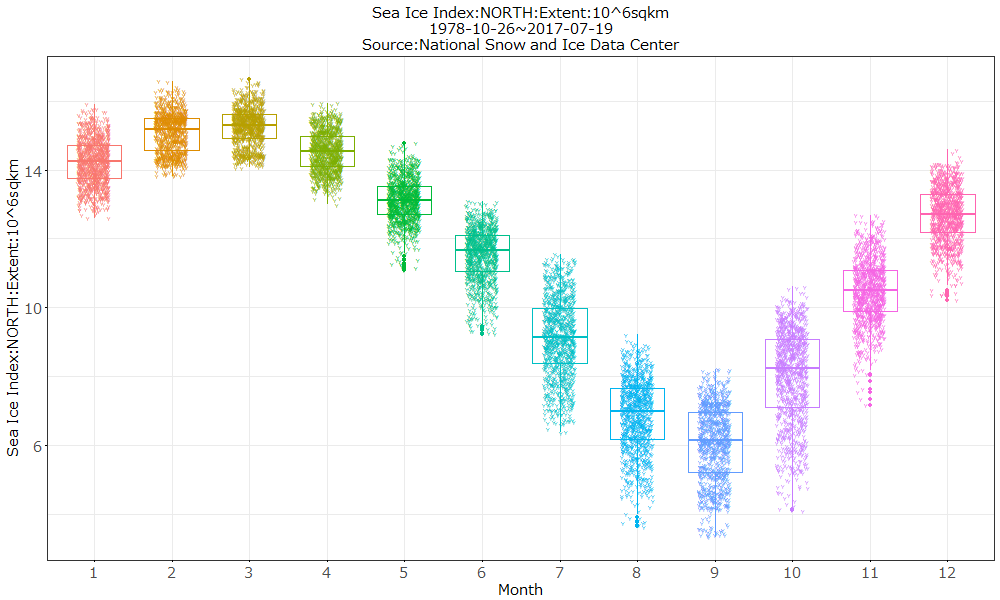 Sea Ice Index:NORTH:Extent:10^6sqkm
1978-10-26~2017-07-19
Source:National Snow and Ice Data Center
Sea Ice Index:NORTH:Extent:10^6sqkm
14
10
6
1 2 3 4 5 6 7 8 9 10 11 12
Month